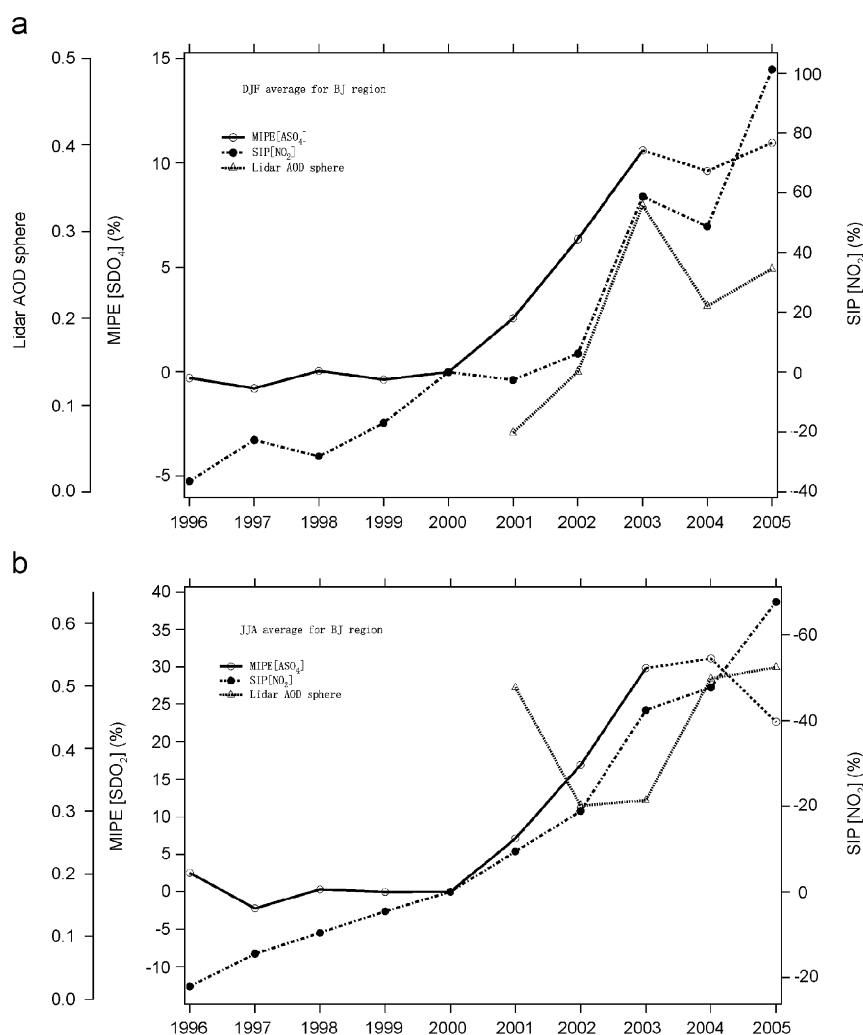 a
0.5
0.4
0.3
0.2
0.1
0.0
Lidar AOD sphere
15
10
5
0
-5
MIPE [SDO₄] (%)
DJF average for BJ region
MIPE[ASO₄]
SIP[NO₂]
Lidar AOD sphere
100
80
60
40
20
0
-20
-40
SIP [NO₂] (%)
1996 1997 1998 1999 2000 2001 2002 2003 2004 2005
b
0.6
0.5
0.4
0.3
0.2
0.1
0.0
40
35
30
25
20
15
10
5
0
-5
-10
MIPE [SDO₂] (%)
JJA average for BJ region
MIPE[ASO₄]
SIP[NO₂]
Lidar AOD sphere
-60
-40
-20
0
-20
SIP [NO₂] (%)
1996 1997 1998 1999 2000 2001 2002 2003 2004 2005